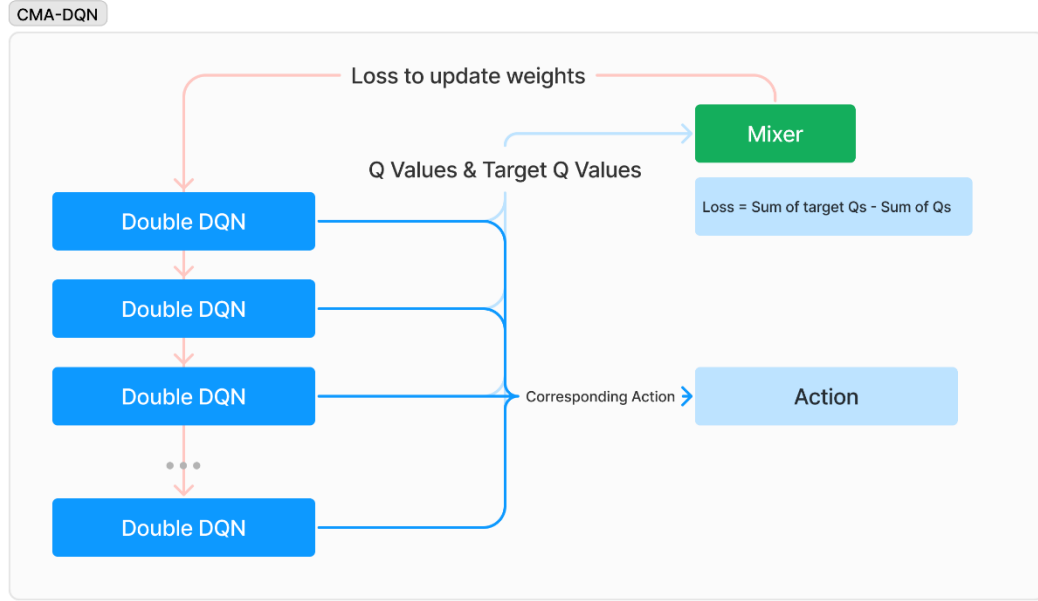 CMA-DQN
Loss to update weights
Mixer
Q Values & Target Q Values
Loss = Sum of target Qs - Sum of Qs
Double DQN
Double DQN
Double DQN
Corresponding Action
Action
Double DQN